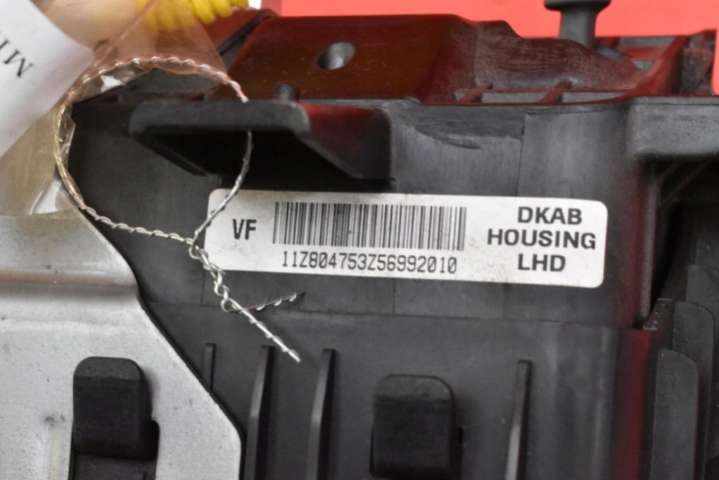 VF
11Z804753Z56992010
DKAB
HOUSING
LHD